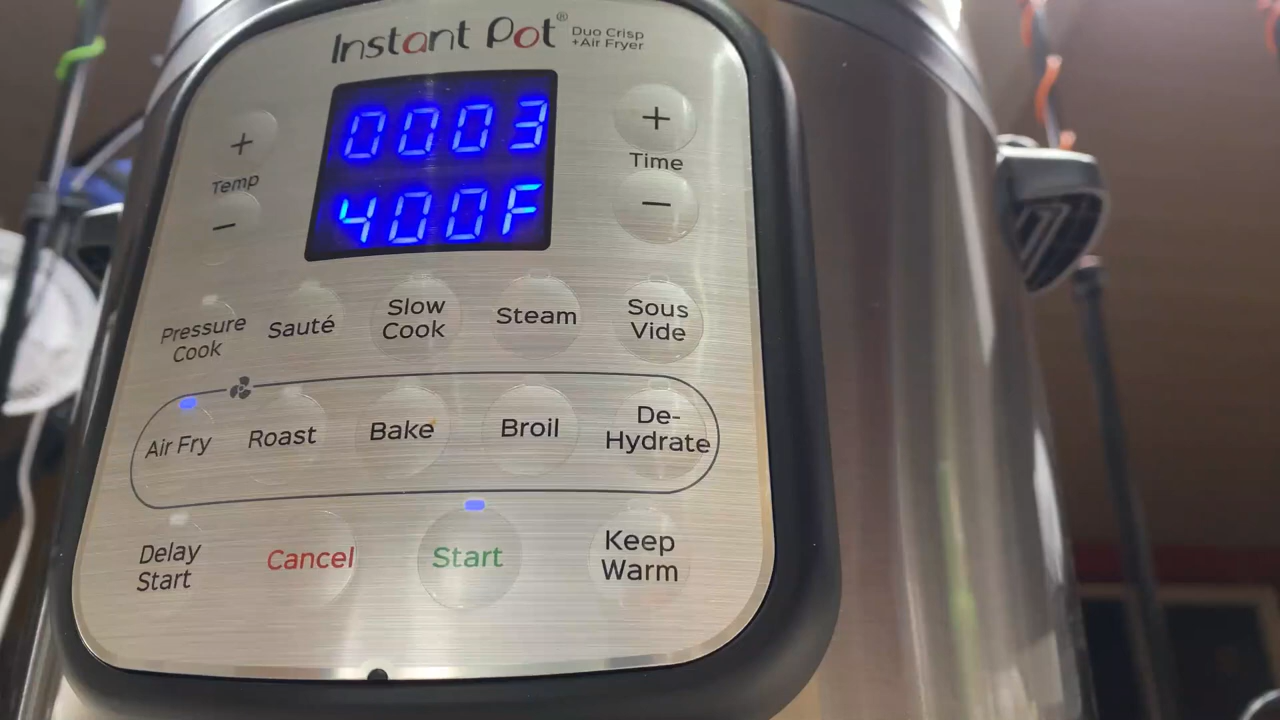 Instant Pot® Duo Crisp
+Air Fryer
0003
400F
+
Temp
−
+
Time
−
Pressure
Cook
Sauté
Slow
Cook
Steam
Sous
Vide
Air Fry
Roast
Bake
Broil
De-
Hydrate
Delay
Start
Cancel
Start
Keep
Warm